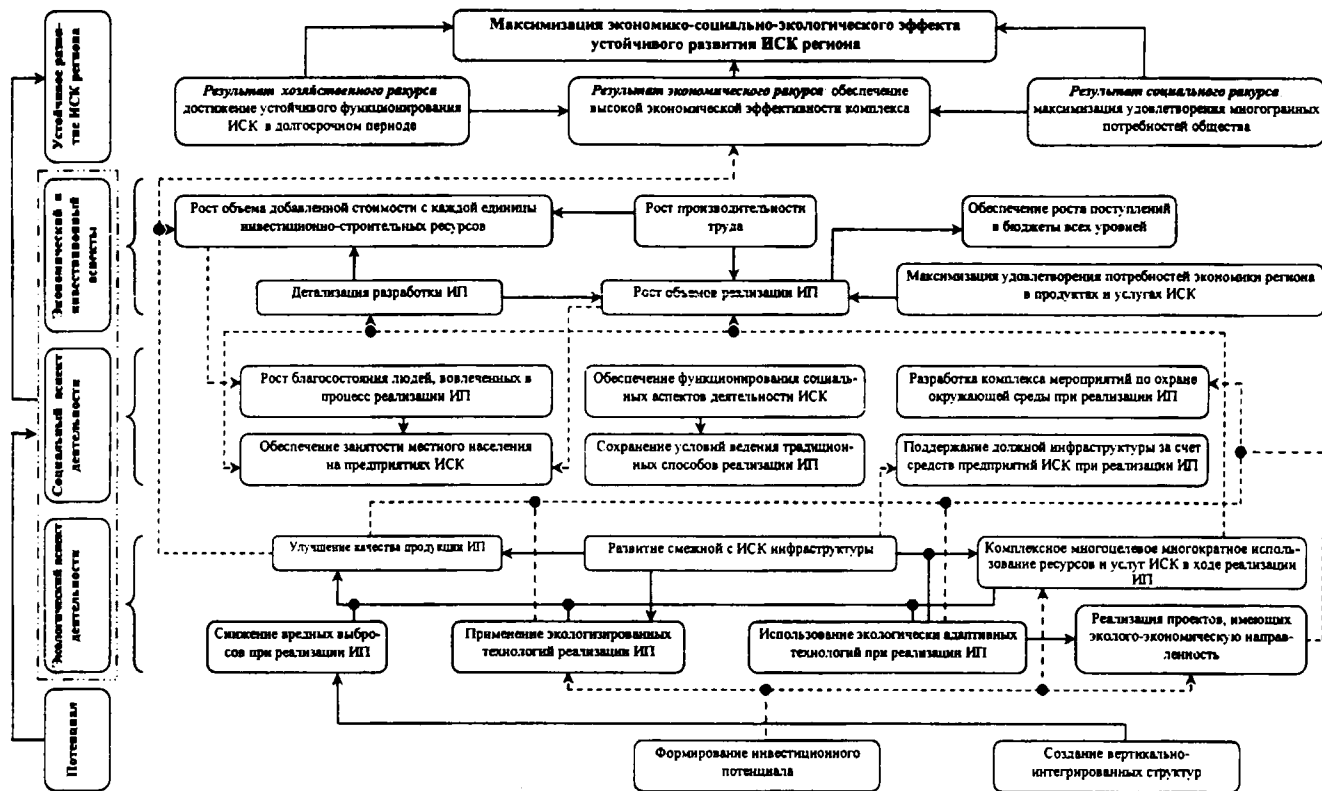 Максимизация экономико-социально-экологического эффекта
устойчивого развития ИСК региона
Устойчивое разви-
тие ИСК региона
Результат хозяйственного ракурса
достижение устойчивого функционирования
ИСК в долгосрочном периоде
Результат экономического ракурса обеспечение
высокой экономической эффективности комплекса
Результат социального ракурса
максимизация удовлетворения многогранных
потребностей общества
Экономический и
инвестиционный
аспекты
Рост объема добавленной стоимости с каждой единицы
инвестиционно-строительных ресурсов
Рост производительности
труда
Обеспечение роста поступлений
в бюджеты всех уровней
Детализация разработки ИП
Рост объемов реализации ИП
Максимизация удовлетворения потребностей экономики региона
в продуктах и услугах ИСК
Социальный аспект
деятельности
Рост благосостояния людей, вовлеченных в
процесс реализации ИП
Обеспечение функционирования социаль-
ных аспектов деятельности ИСК
Разработка комплекса мероприятий по охране
окружающей среды при реализации ИП
Обеспечение занятости местного населения
на предприятиях ИСК
Сохранение условий ведения традицион-
ных способов реализации ИП
Поддержание должной инфраструктуры за счет
средств предприятий ИСК при реализации ИП
Экологический аспект
деятельности
Улучшение качества продукции ИП
Развитие смежной с ИСК инфраструктуры
Комплексное многоцелевое многократное исполь-
зование ресурсов и услуг ИСК в ходе реализации
ИП
Снижение вредных выбро-
сов при реализации ИП
Применение экологизированных
технологий реализации ИП
Использование экологически адаптивных
технологий при реализации ИП
Реализация проектов, имеющих
эколого-экономическую направ-
ленность
Потенциал
Формирование инвестиционного
потенциала
Создание вертикально-
интегрированных структур